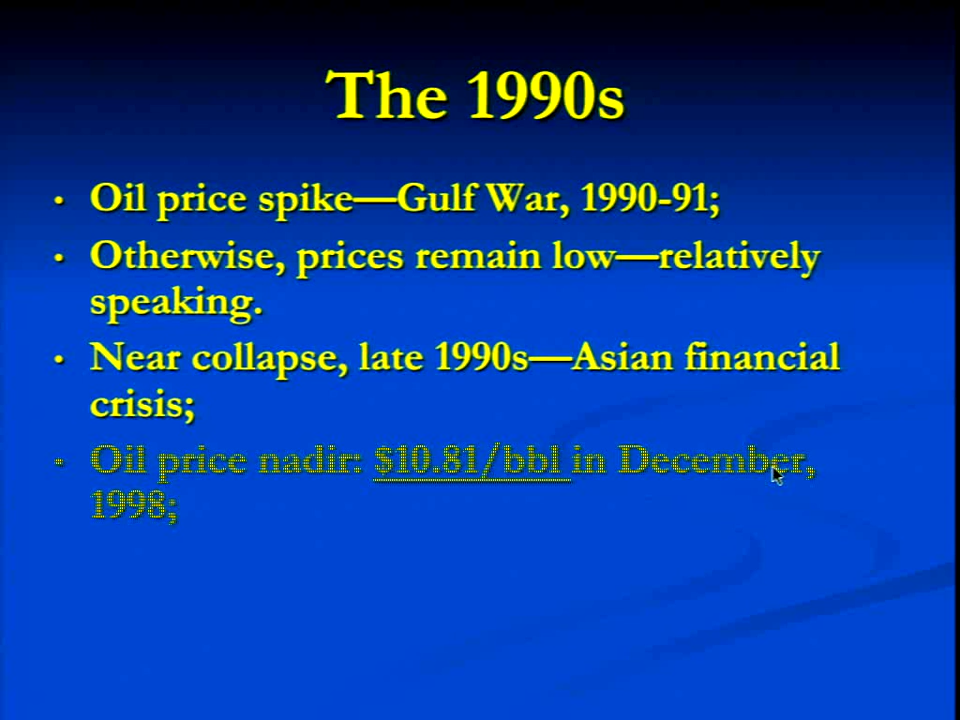 The 1990s
• Oil price spike—Gulf War, 1990-91;
• Otherwise, prices remain low—relatively
speaking.
• Near collapse, late 1990s—Asian financial
crisis;
• Oil price nadir: $10.81/bbl in December,
1998;